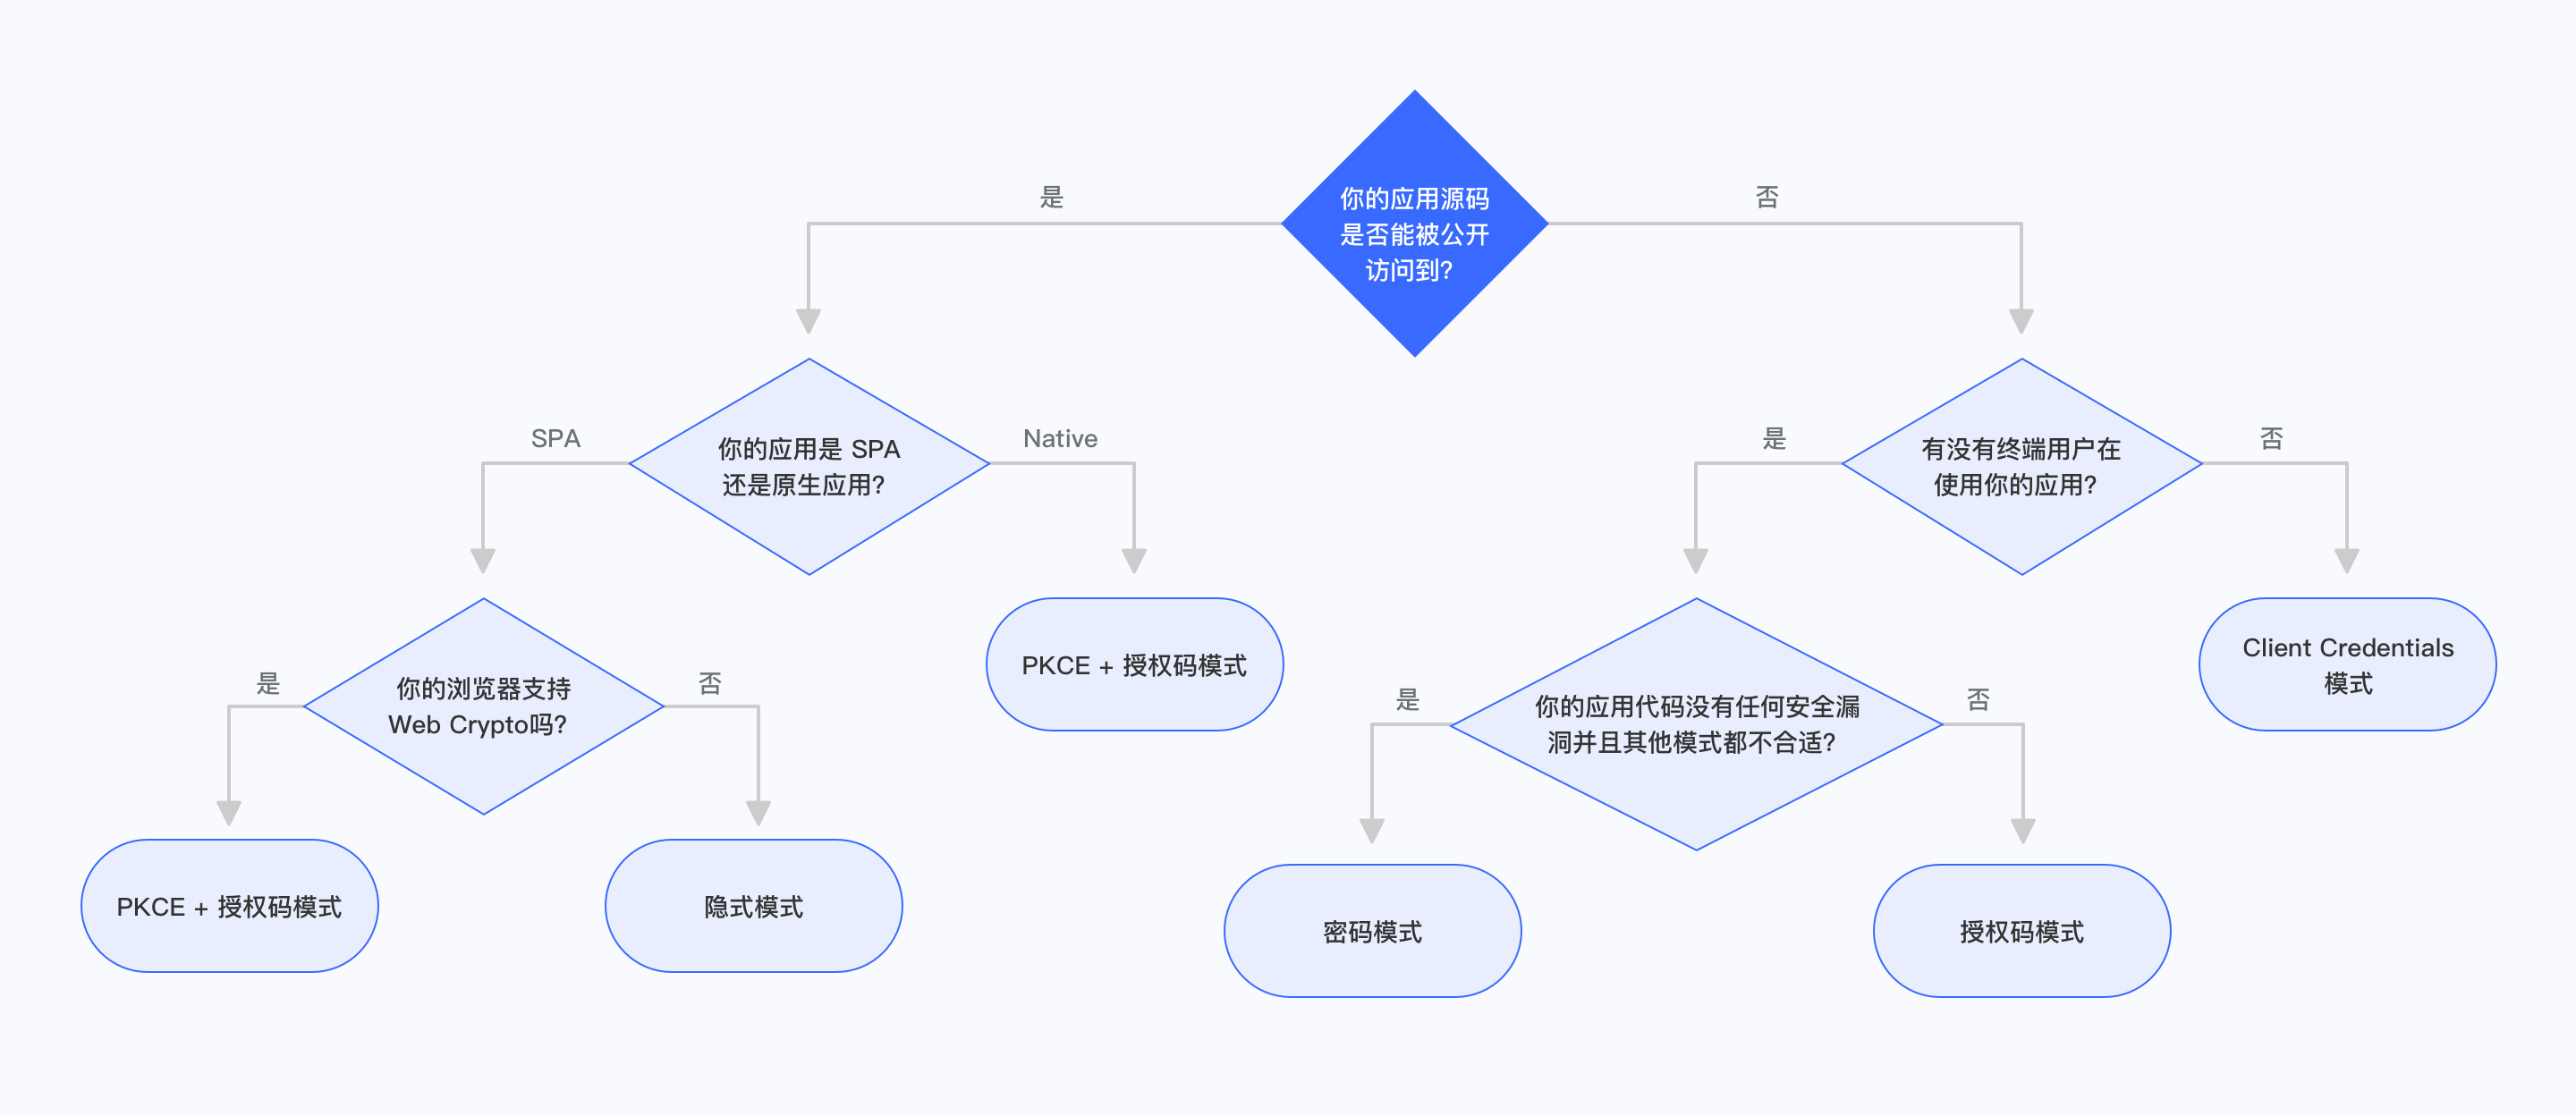 是
你的应用源码
是否能被公开
访问到?
否
SPA
你的应用是 SPA
还是原生应用?
Native
是
有没有终端用户在
使用你的应用?
否
是
你的浏览器支持
Web Crypto吗?
否
PKCE + 授权码模式
是
你的应用代码没有任何安全漏
洞并且其他模式都不合适?
否
Client Credentials
模式
PKCE + 授权码模式
隐式模式
密码模式
授权码模式